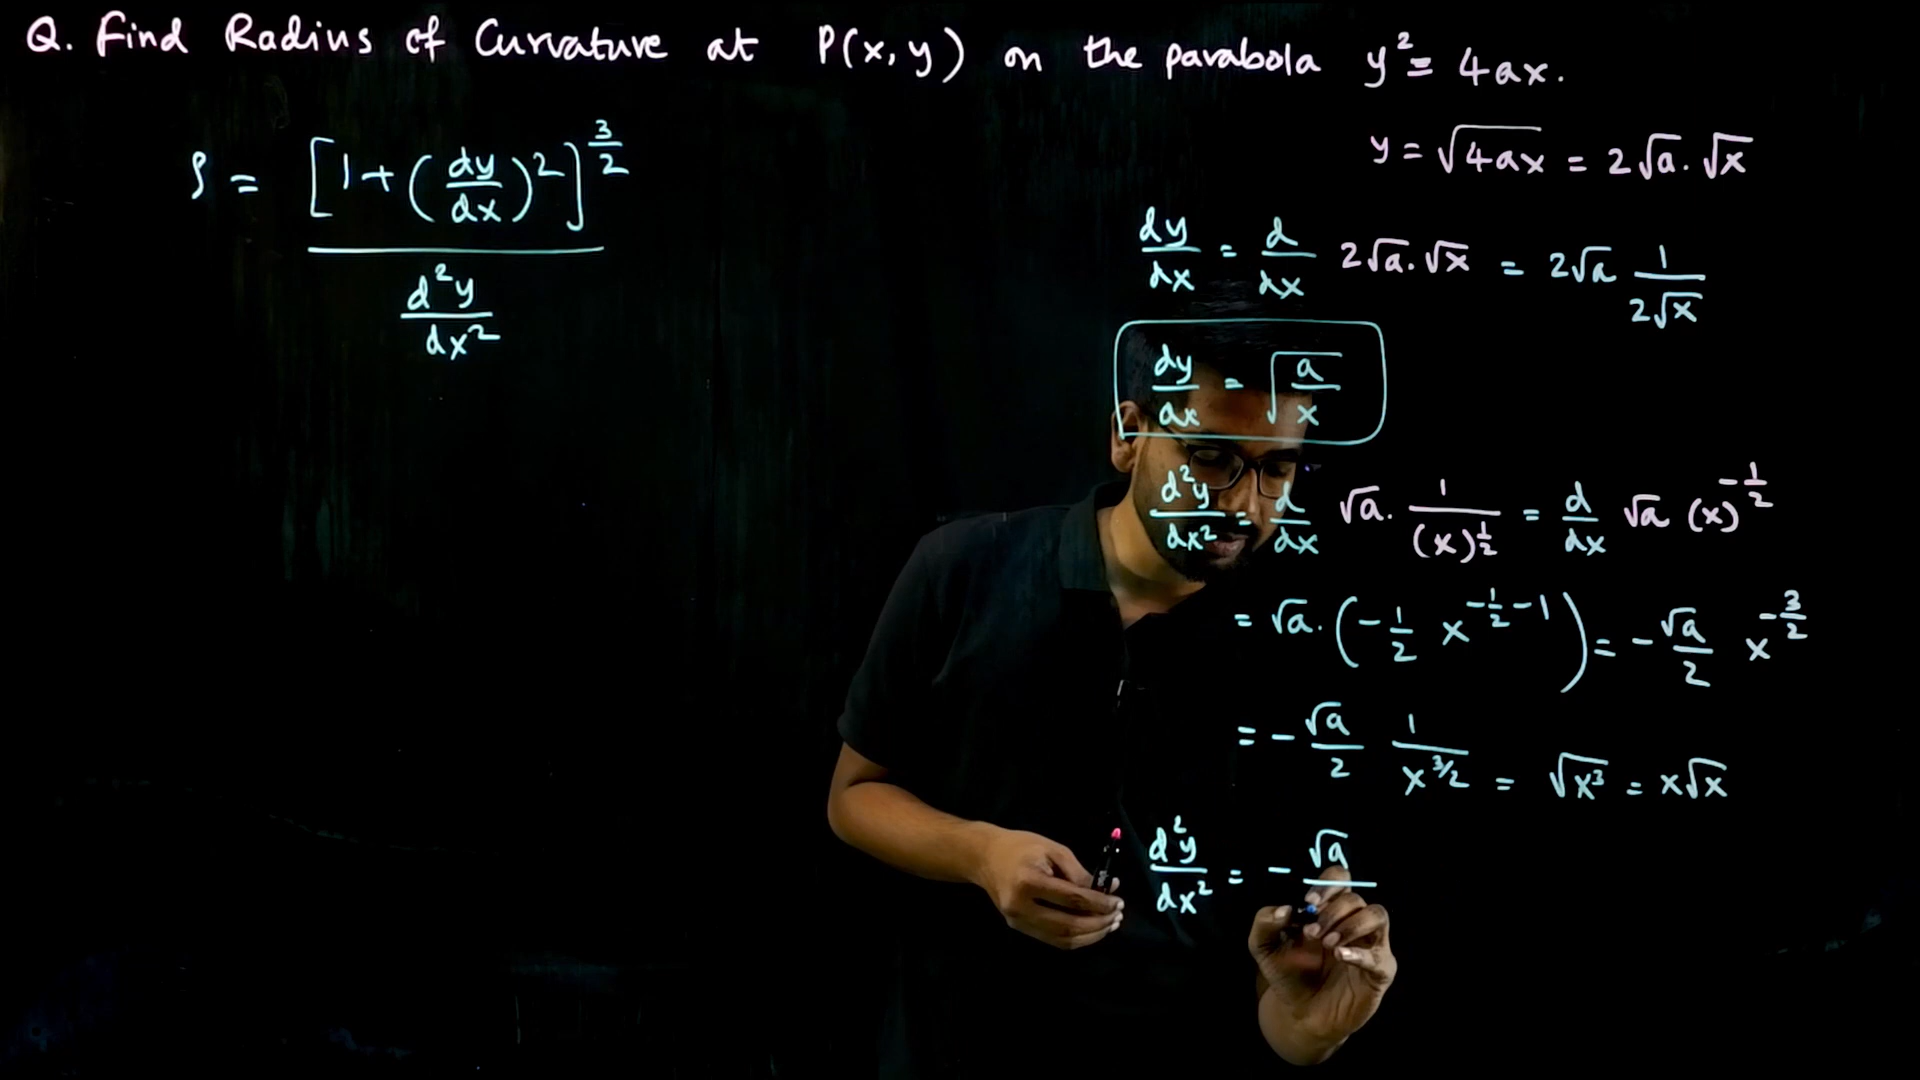 Q. Find Radius of Curvature at P(x, y) on the parabola y² = 4ax.
ρ = [1 + (dy/dx)²]^(3/2) / (d²y/dx²)
y = √(4ax) = 2√a . √x
dy/dx = d/dx 2√a . √x = 2√a 1/(2√x)
dy/dx = √(a/x)
d²y/dx² = d/dx √a . 1/(x)^(1/2) = d/dx √a (x)^(-1/2)
= √a . (-1/2 x^(-1/2 - 1)) = -√a/2 x^(-3/2)
= -√a/2 1/x^(3/2) = √x³ = x√x
d²y/dx² = - √a